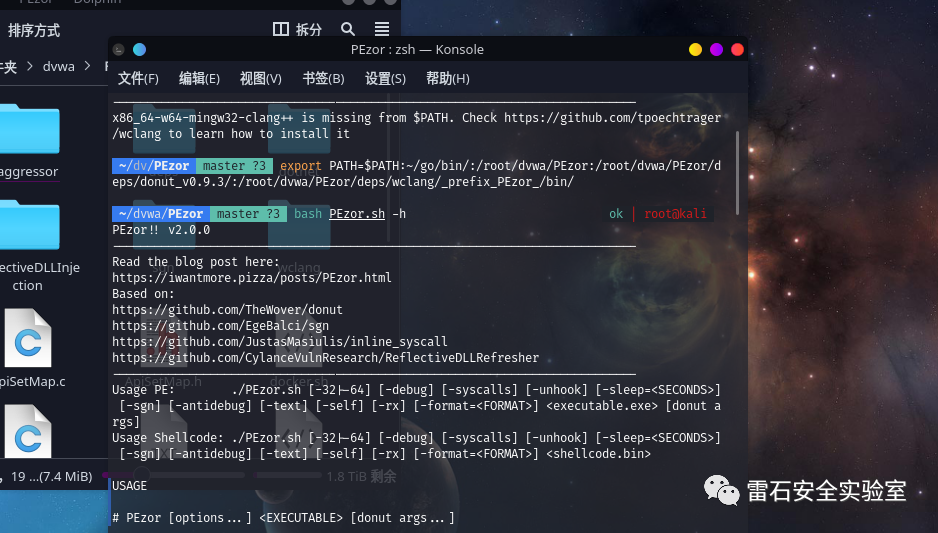 PEzor — Dolphin
排序方式
拆分
夹 > dvwa >
aggressor
lectiveDLLInje
ction
piSetMap.c
19 ...(7.4 MiB)
1.8 TiB 剩余
sgn
wclang
ApiSetMap.h
docker.sh
PEzor : zsh — Konsole
文件(F) 编辑(E) 视图(V) 书签(B) 设置(S) 帮助(H)
x86_64-w64-mingw32-clang++ is missing from $PATH. Check https://github.com/tpoechtrager
/wclang to learn how to install it
~/dv/PEzor master ?3 export PATH=$PATH:~/go/bin/:/root/dvwa/PEzor:/root/dvwa/PEzor/d
eps/donut_v0.9.3/:/root/dvwa/PEzor/deps/wclang/_prefix_PEzor_/bin/
~/dvwa/PEzor master ?3 bash PEzor.sh -h ok | root@kali
PEzor!! v2.0.0
Read the blog post here:
https://iwantmore.pizza/posts/PEzor.html
Based on:
https://github.com/TheWover/donut
https://github.com/EgeBalci/sgn
https://github.com/JustasMasiulis/inline_syscall
https://github.com/CylanceVulnResearch/ReflectiveDLLRefresher
Usage PE: ./PEzor.sh [-32|-64] [-debug] [-syscalls] [-unhook] [-sleep=<SECONDS>]
[-sgn] [-antidebug] [-text] [-self] [-rx] [-format=<FORMAT>] <executable.exe> [donut a
rgs]
Usage Shellcode: ./PEzor.sh [-32|-64] [-debug] [-syscalls] [-unhook] [-sleep=<SECONDS>]
[-sgn] [-antidebug] [-text] [-self] [-rx] [-format=<FORMAT>] <shellcode.bin>
USAGE
# PEzor [options...] <EXECUTABLE> [donut args...]
雷石安全实验室